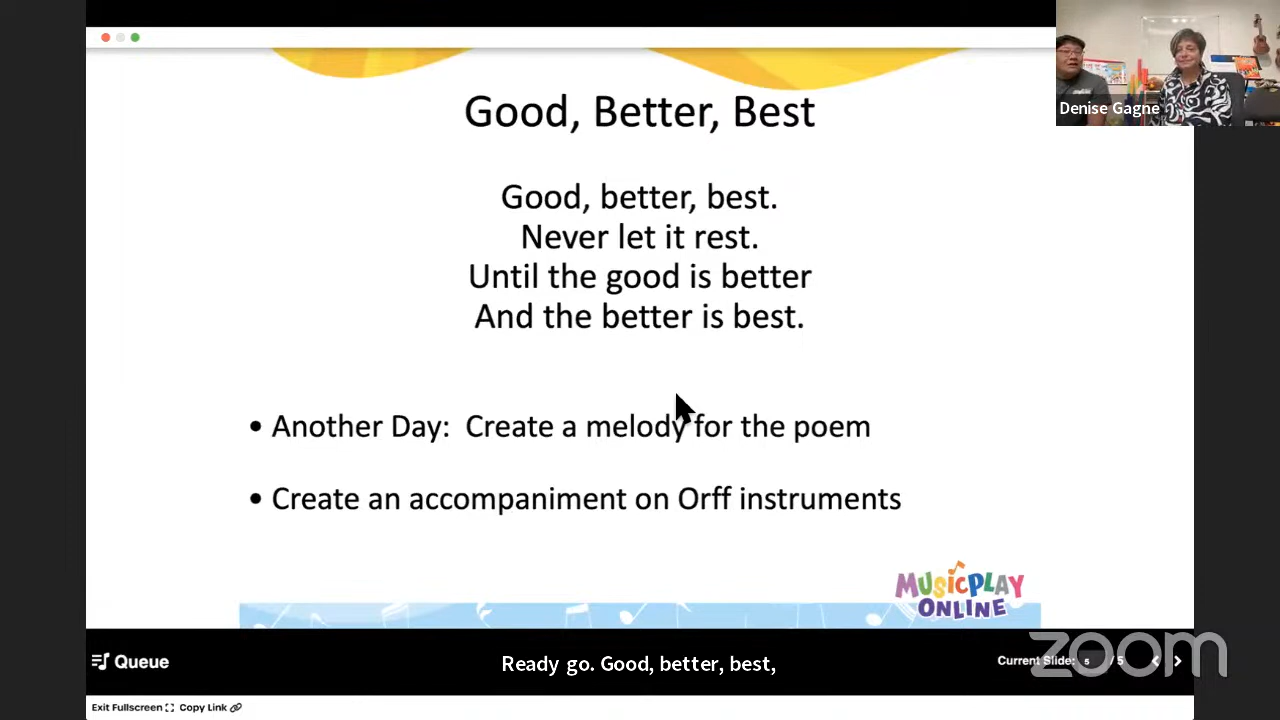 Good, Better, Best
Denise Gagne
Good, better, best.
Never let it rest.
Until the good is better
And the better is best.
• Another Day: Create a melody for the poem
• Create an accompaniment on Orff instruments
MUSICPLAY
ONLINE
Queue
Ready go. Good, better, best,
Current Slide: 5 / 5
zoom
Exit Fullscreen Copy Link